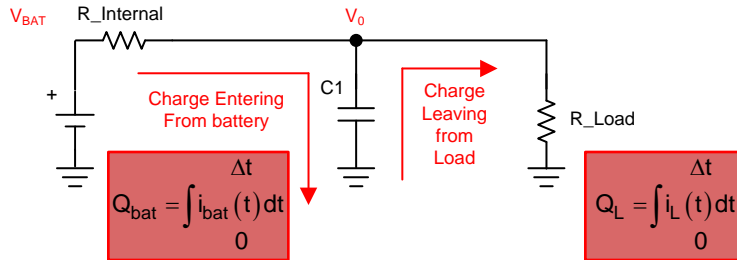 V_BAT
R_Internal
V_0
+
Charge Entering
From battery
C1
Charge
Leaving
from
Load
R_Load
Δt
Q_bat = ∫ i_bat (t) dt
0
Δt
Q_L = ∫ i_L (t) dt
0